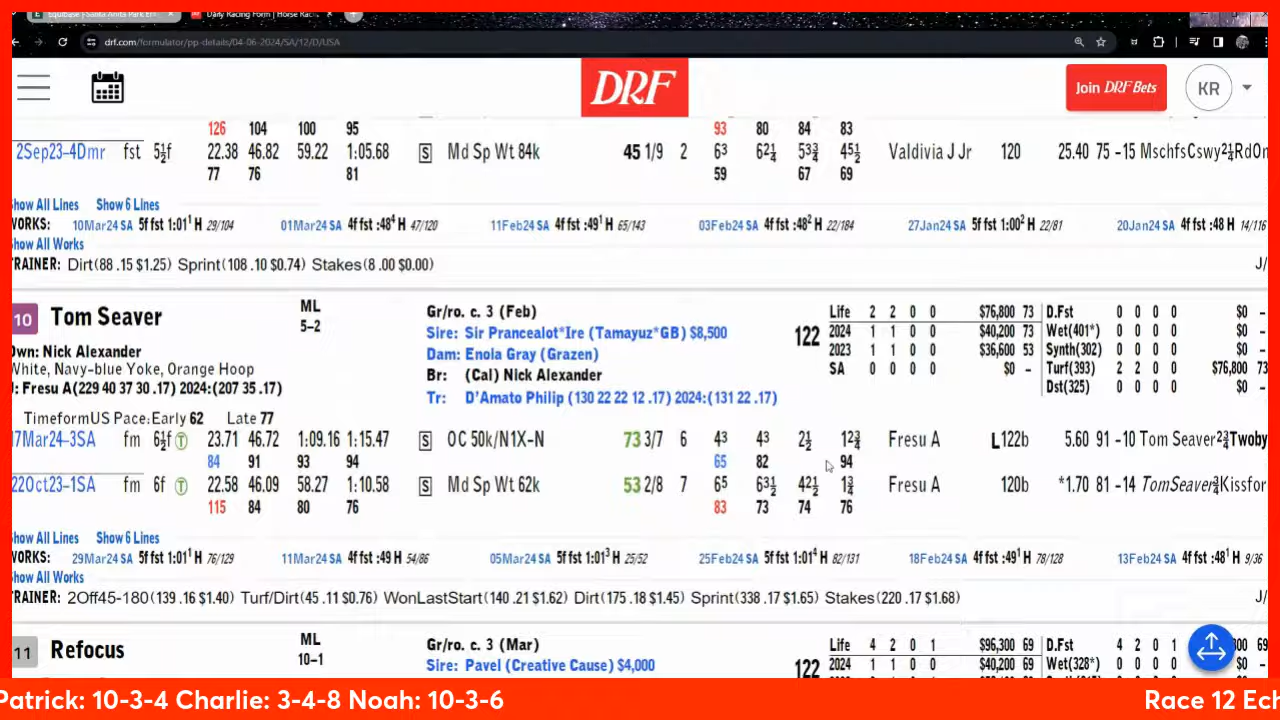 Equibase | Santa Anita Park En
Daily Racing Form | Horse Rac
drf.com/formulator/pp-details/04-06-2024/SA/12/D/USA
DRF
Join DRF Bets
KR
126 104 100 95 93 80 84 83
2Sep23-4Dmr fst 5½f 22.38 46.82 59.22 1:05.68 S Md Sp Wt 84k 45 1/9 2 6³ 6²¼ 5³¾ 4⁵½ Valdivia J Jr 120 25.40 75 -15 MschfsCswy2¼RdOn
77 76 81 59 67 69
how All Lines Show 6 Lines
WORKS: 10Mar24 SA 5f fst 1:01¹ H 29/104 01Mar24 SA 4f fst :48⁴ H 47/120 11Feb24 SA 4f fst :49¹ H 65/143 03Feb24 SA 4f fst :48² H 22/184 27Jan24 SA 5f fst 1:00² H 22/81 20Jan24 SA 4f fst :48 H 14/116
how All Works
TRAINER: Dirt(88 .15 $1.25) Sprint(108 .10 $0.74) Stakes(8 .00 $0.00) J/
10 Tom Seaver ML 5-2
Own: Nick Alexander
White, Navy-blue Yoke, Orange Hoop
J: Fresu A(229 40 37 30 .17) 2024:(207 35 .17)
Gr/ro. c. 3 (Feb)
Sire: Sir Prancealot*Ire (Tamayuz*GB) $8,500
Dam: Enola Gray (Grazen)
Br: (Cal) Nick Alexander
Tr: D'Amato Philip (130 22 22 12 .17) 2024:(131 22 .17)
122
Life 2 2 0 0 $76,800 73 D.Fst 0 0 0 0 $0 -
2024 1 1 0 0 $40,200 73 Wet(401*) 0 0 0 0 $0 -
2023 1 1 0 0 $36,600 53 Synth(302) 0 0 0 0 $0 -
SA 0 0 0 0 $0 - Turf(393) 2 2 0 0 $76,800 73
Dst(325) 0 0 0 0 $0 -
TimeformUS Pace: Early 62 Late 77
17Mar24-3SA fm 6½f T 23.71 46.72 1:09.16 1:15.47 S OC 50k/N1X-N 73 3/7 6 4³ 4³ 2½ 1²¾ Fresu A L122b 5.60 91 -10 Tom Seaver2¾Twoby
84 91 93 94 65 82 94
22Oct23-1SA fm 6f T 22.58 46.09 58.27 1:10.58 S Md Sp Wt 62k 53 2/8 7 6⁵ 6³½ 4²½ 1¾ Fresu A 120b *1.70 81 -14 TomSeaver¾Kissfor
115 84 80 76 83 73 74 76
how All Lines Show 6 Lines
WORKS: 29Mar24 SA 5f fst 1:01¹ H 76/129 11Mar24 SA 4f fst :49 H 54/86 05Mar24 SA 5f fst 1:01³ H 25/52 25Feb24 SA 5f fst 1:01⁴ H 82/131 18Feb24 SA 4f fst :49¹ H 78/128 13Feb24 SA 4f fst :48¹ H 9/36
how All Works
TRAINER: 2Off45-180(139 .16 $1.40) Turf/Dirt(45 .11 $0.76) WonLastStart(140 .21 $1.62) Dirt(175 .18 $1.45) Sprint(338 .17 $1.65) Stakes(220 .17 $1.68) J/
11 Refocus ML 10-1
Gr/ro. c. 3 (Mar)
Sire: Pavel (Creative Cause) $4,000
122
Life 4 2 0 1 $96,300 69 D.Fst 4 2 0 1 300 69
2024 1 1 0 0 $40,200 69 Wet(328*) 0 0 0 0 $0 -
Patrick: 10-3-4 Charlie: 3-4-8 Noah: 10-3-6
Race 12 Ech